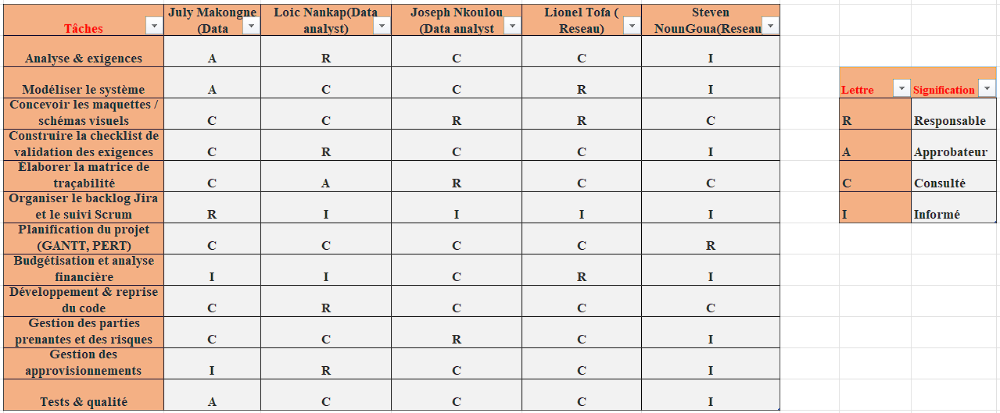 Tâches July Makongne (Data Loic Nankap(Data analyst) Joseph Nkoulou (Data analyst Lionel Tofa ( Reseau) Steven NounGoua(Reseau
Analyse & exigences A R C C I
Modéliser le système A C C R I
Concevoir les maquettes /
schémas visuels C C R R C
Construire la checklist de
validation des exigences C R C C I
Élaborer la matrice de
traçabilité C A R C C
Organiser le backlog Jira
et le suivi Scrum R I I I I
Planification du projet
(GANTT, PERT) C C C C R
Budgétisation et analyse
financière I I C R I
Développement & reprise
du code C R C C C
Gestion des parties
prenantes et des risques C C R C I
Gestion des
approvisionnements I R C C I
Tests & qualité A C C C I
Lettre Signification
R Responsable
A Approbateur
C Consulté
I Informé